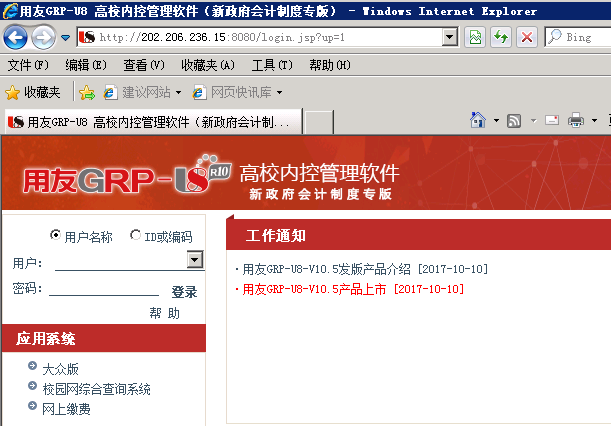 用友GRP-U8 高校内控管理软件（新政府会计制度专版） - Windows Internet Explorer
http://202.206.236.15:8080/login.jsp?up=1
Bing
文件(F) 编辑(E) 查看(V) 收藏夹(A) 工具(T) 帮助(H)
收藏夹 建议网站 网页快讯库
用友GRP-U8 高校内控管理软件（新政府会计制...
用友GRP-U8 R10 高校内控管理软件
新政府会计制度专版
用户名称 ID或编码
用户：
密码： 登录
帮 助
应用系统
大众版
校园网综合查询系统
网上缴费
工作通知
·用友GRP-U8-V10.5发版产品介绍 [2017-10-10]
·用友GRP-U8-V10.5产品上市 [2017-10-10]